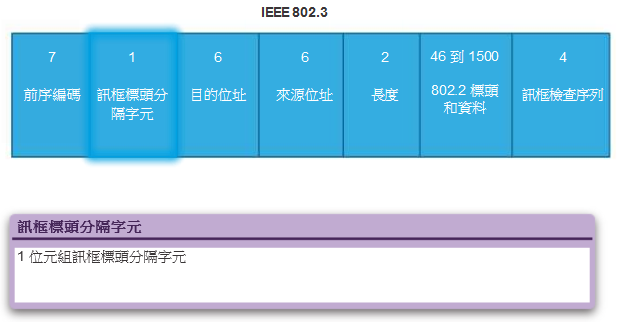 IEEE 802.3
7
前序編碼
1
訊框標頭分
隔字元
6
目的位址
6
來源位址
2
長度
46 到 1500
802.2 標頭
和資料
4
訊框檢查序列
訊框標頭分隔字元
1 位元組訊框標頭分隔字元